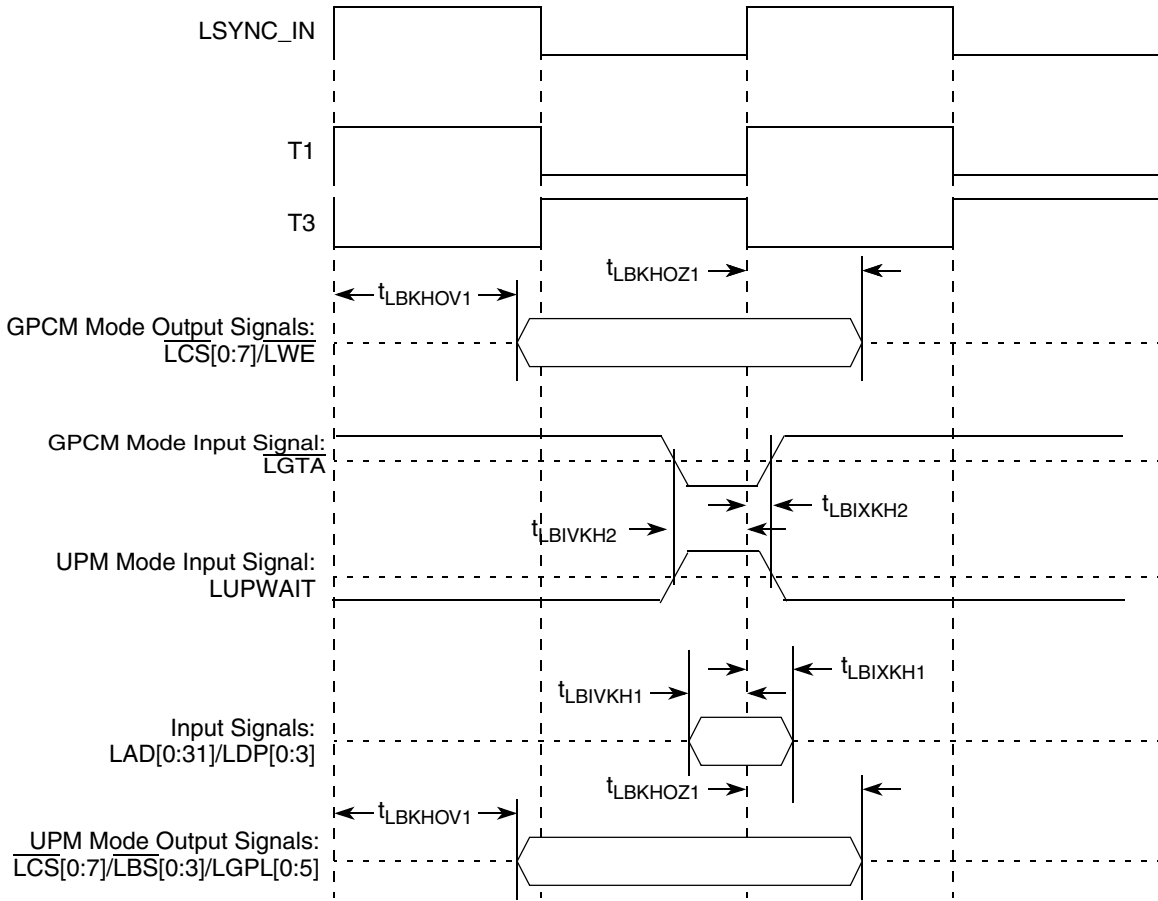 LSYNC_IN
T1
T3
tLBKHOZ1
tLBKHOV1
GPCM Mode Output Signals:
LCS[0:7]/LWE
GPCM Mode Input Signal:
LGTA
tLBIXKH2
tLBIVKH2
UPM Mode Input Signal:
LUPWAIT
tLBIXKH1
tLBIVKH1
Input Signals:
LAD[0:31]/LDP[0:3]
tLBKHOZ1
tLBKHOV1
UPM Mode Output Signals:
LCS[0:7]/LBS[0:3]/LGPL[0:5]